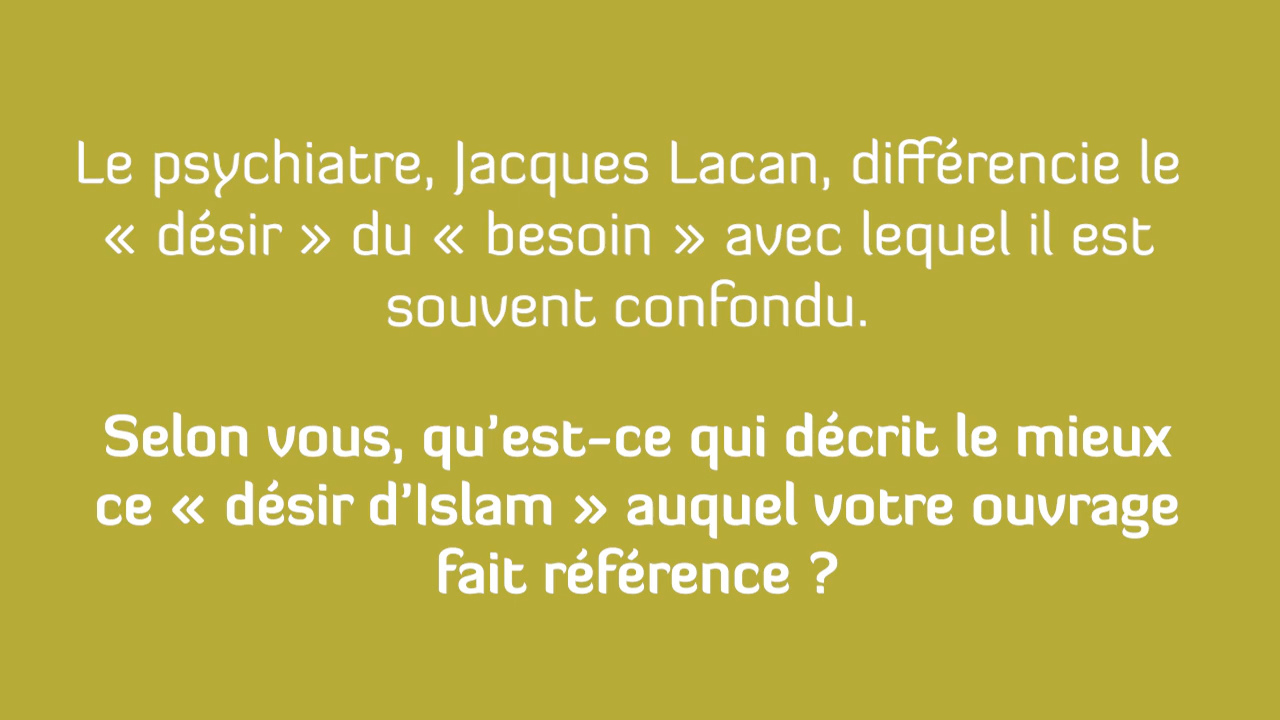 Le psychiatre, Jacques Lacan, différencie le
« désir » du « besoin » avec lequel il est
souvent confondu.
Selon vous, qu’est-ce qui décrit le mieux
ce « désir d’Islam » auquel votre ouvrage
fait référence ?